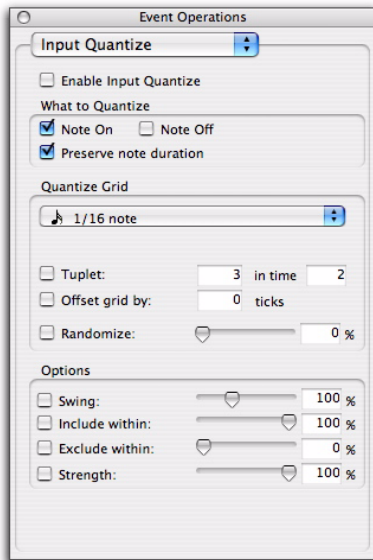 Event Operations
Input Quantize
Enable Input Quantize
What to Quantize
Note On Note Off
Preserve note duration
Quantize Grid
1/16 note
Tuplet: 3 in time 2
Offset grid by: 0 ticks
Randomize: 0 %
Options
Swing: 100 %
Include within: 100 %
Exclude within: 0 %
Strength: 100 %